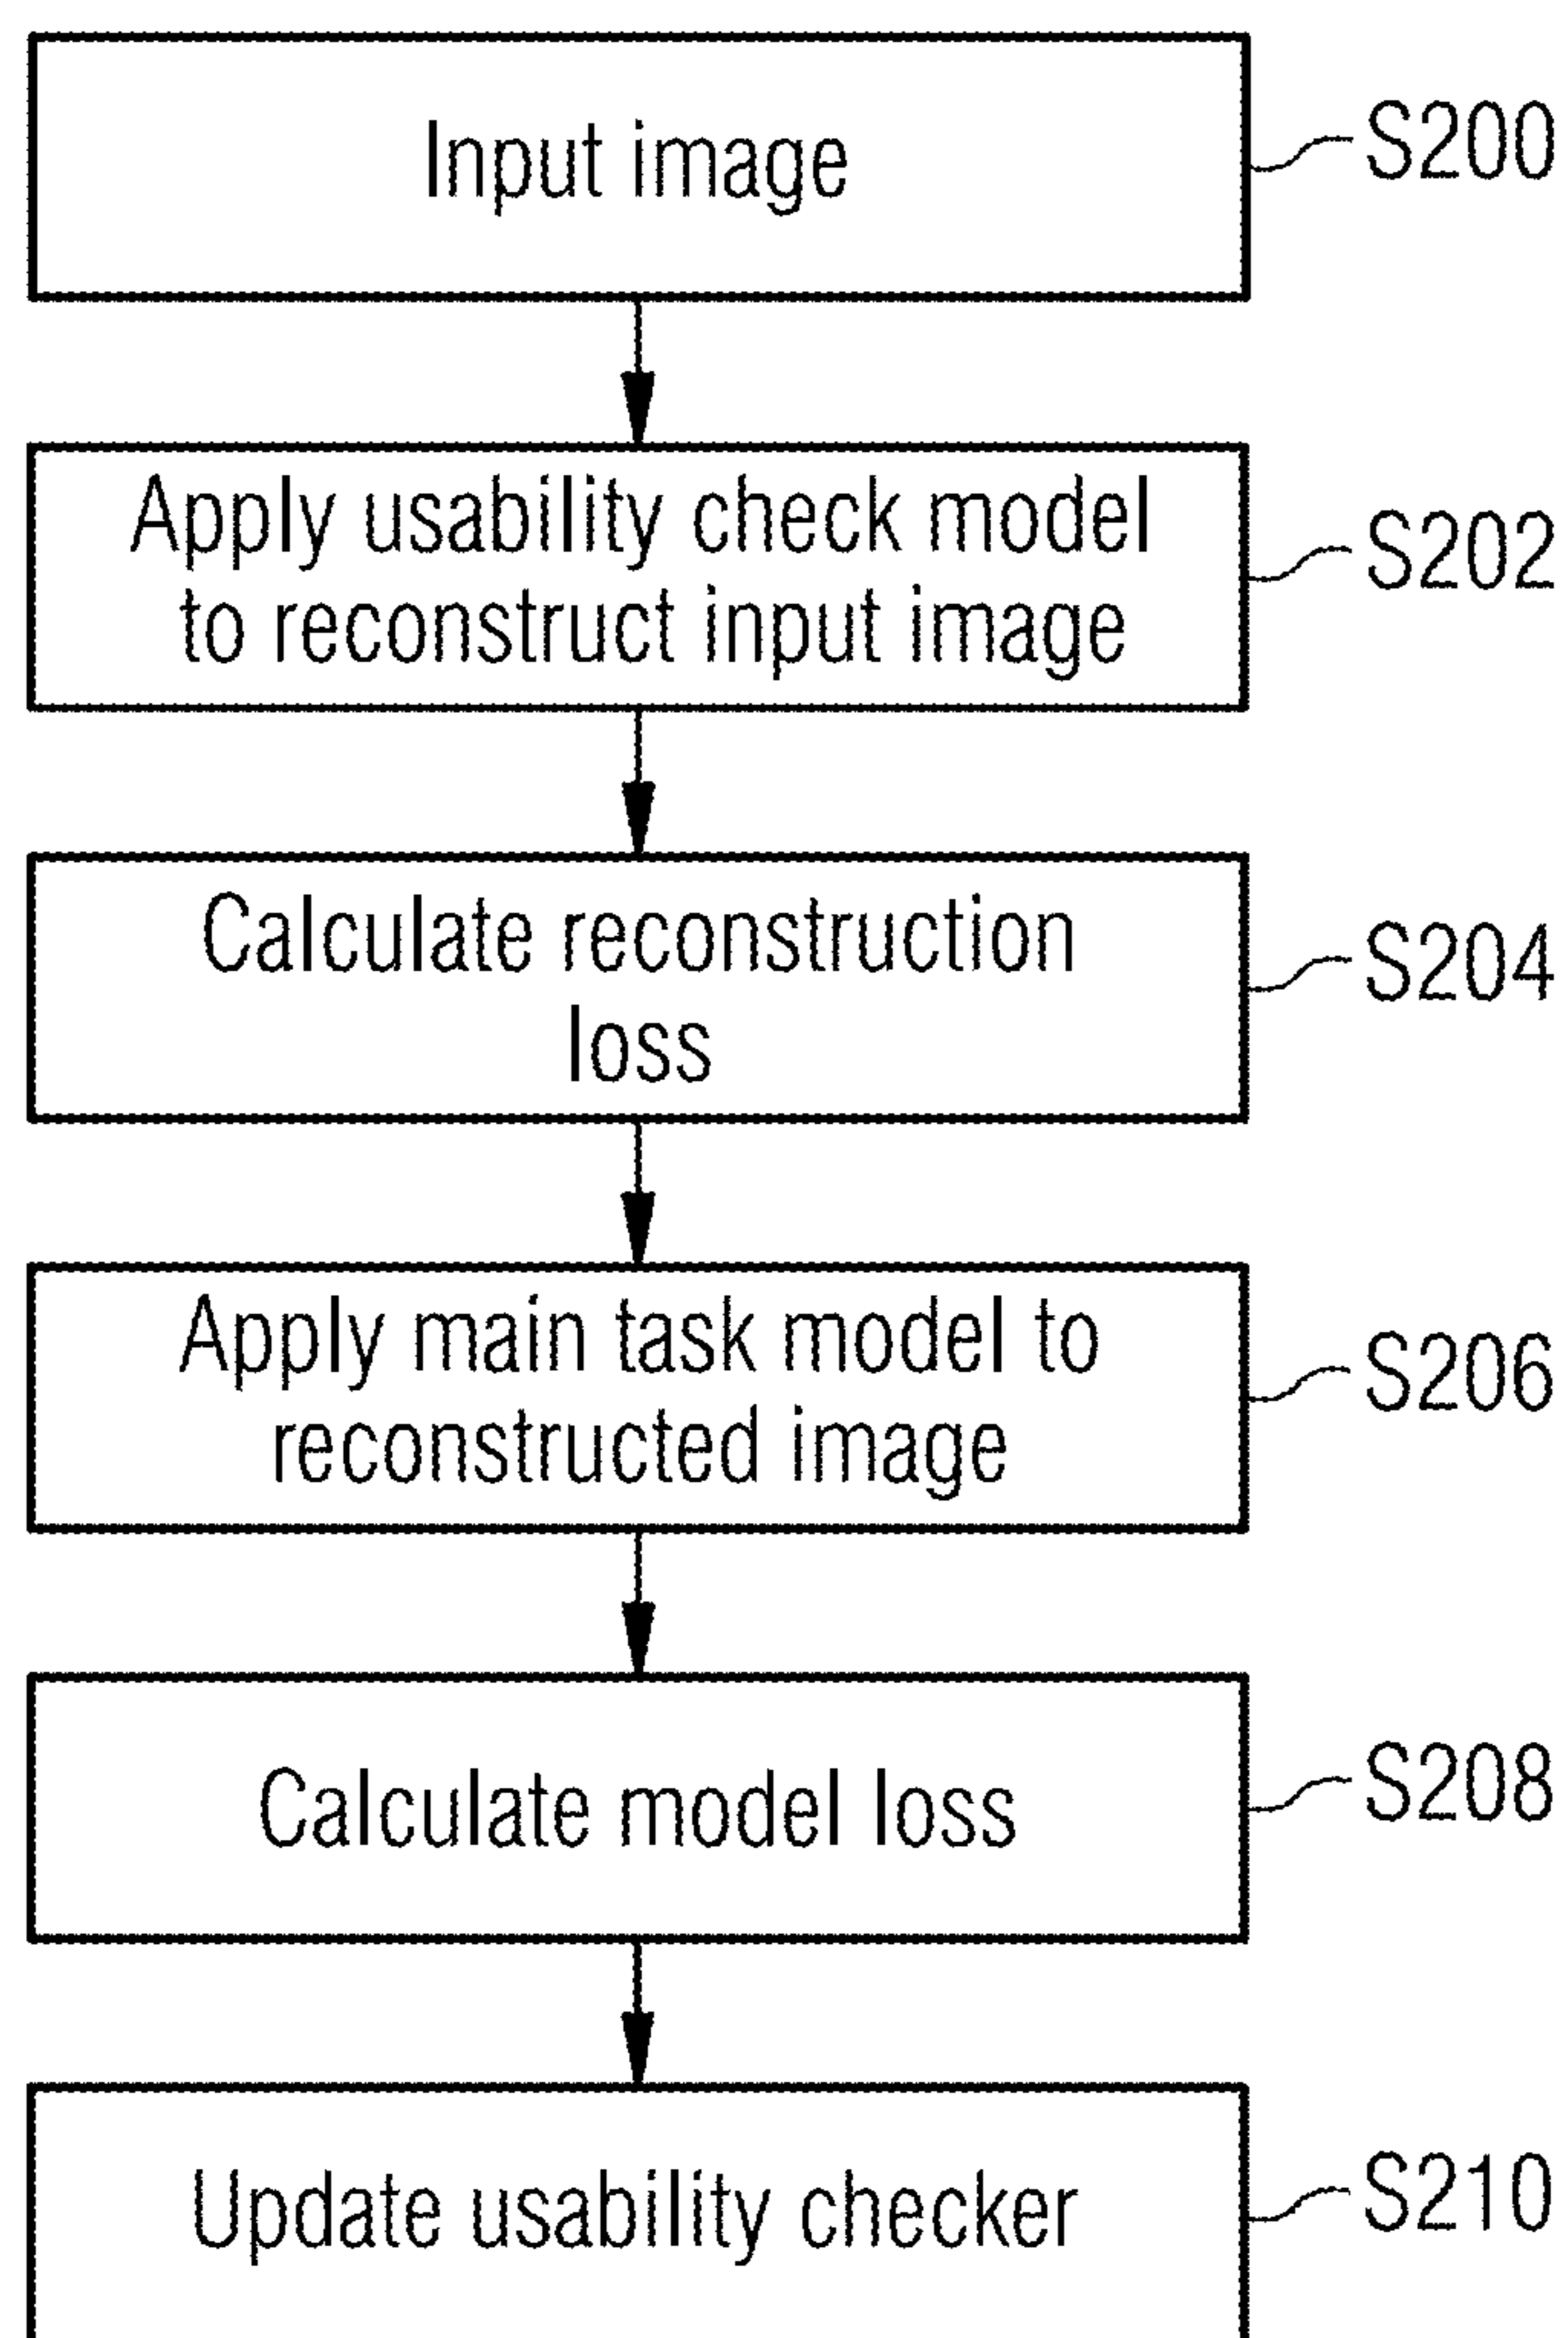 Input image
S200
Apply usability check model
to reconstruct input image
S202
Calculate reconstruction
loss
S204
Apply main task model to
reconstructed image
S206
Calculate model loss
S208
Update usability checker
S210